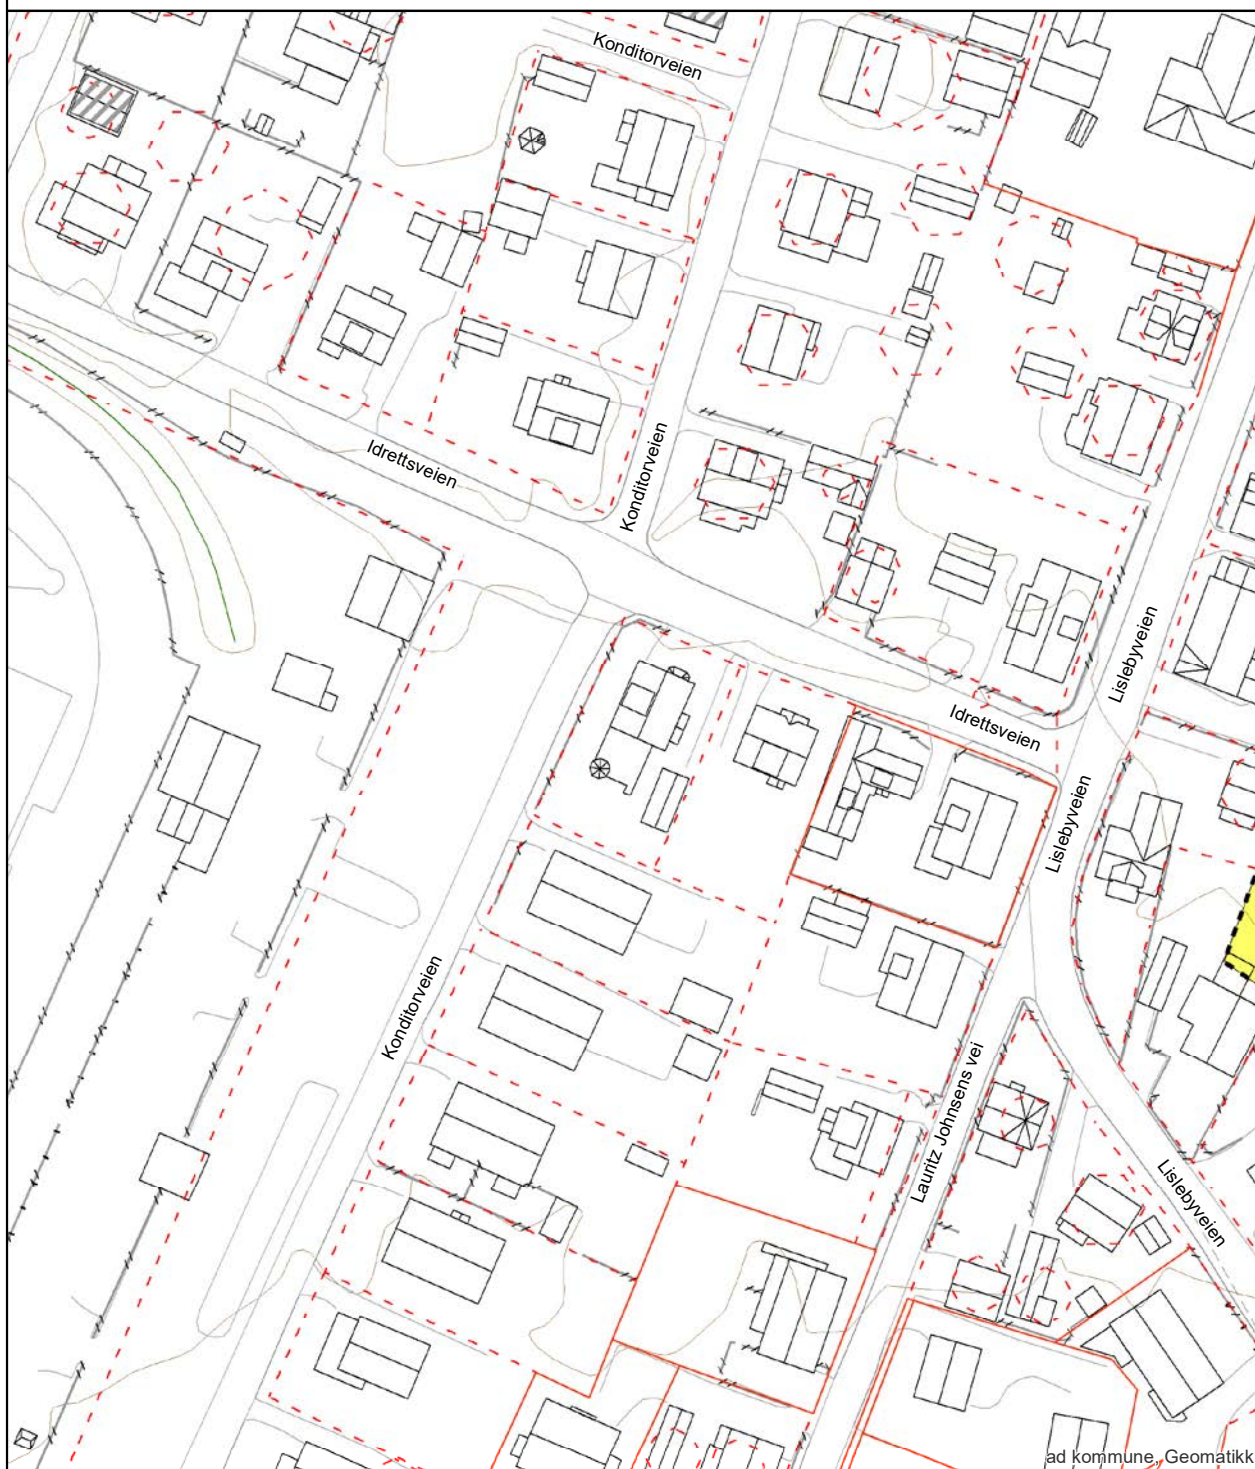 Konditorveien
Idrettsveien
Konditorveien
Lislebyveien
Idrettsveien
Lislebyveien
Konditorveien
Lauritz Johnsens vei
Lislebyveien
ad kommune, Geomatikk